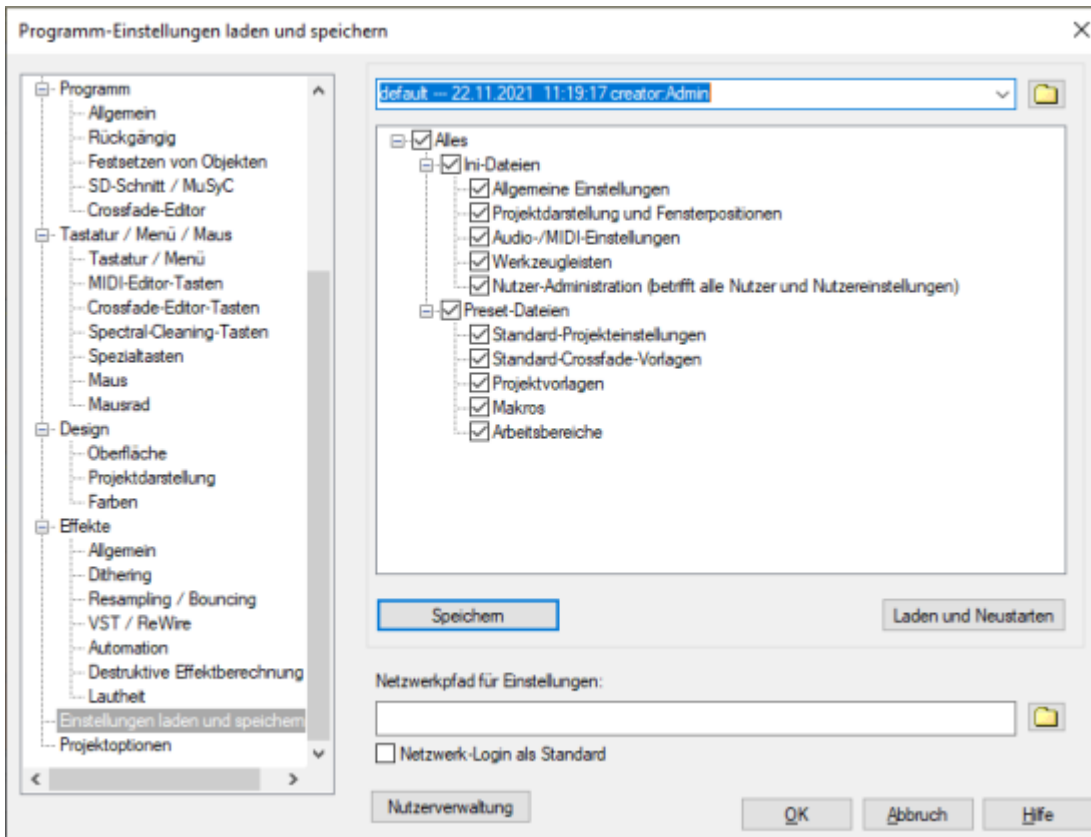 Programm-Einstellungen laden und speichern
Programm
Allgemein
Rückgängig
Festsetzen von Objekten
SD-Schnitt / MuSyC
Crossfade-Editor
Tastatur / Menü / Maus
Tastatur / Menü
MIDI-Editor-Tasten
Crossfade-Editor-Tasten
Spectral-Cleaning-Tasten
Spezialtasten
Maus
Mausrad
Design
Oberfläche
Projektdarstellung
Farben
Effekte
Allgemein
Dithering
Resampling / Bouncing
VST / ReWire
Automation
Destruktive Effektberechnung
Lautheit
Einstellungen laden und speichern
Projektoptionen
default --- 22.11.2021 11:19:17 creator:Admin
Alles
Ini-Dateien
Allgemeine Einstellungen
Projektdarstellung und Fensterpositionen
Audio-/MIDI-Einstellungen
Werkzeugleisten
Nutzer-Administration (betrifft alle Nutzer und Nutzereinstellungen)
Preset-Dateien
Standard-Projekteinstellungen
Standard-Crossfade-Vorlagen
Projektvorlagen
Makros
Arbeitsbereiche
Speichern
Laden und Neustarten
Netzwerkpfad für Einstellungen:
Netzwerk-Login als Standard
Nutzerverwaltung
OK
Abbruch
Hilfe